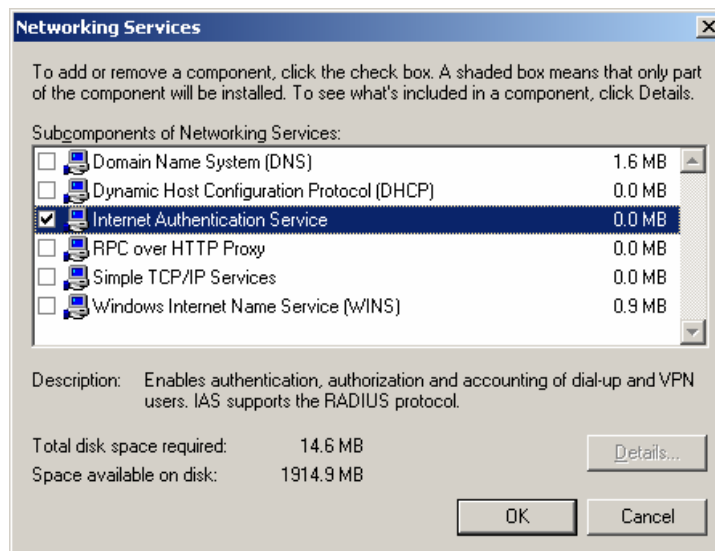 Networking Services
To add or remove a component, click the check box. A shaded box means that only part
of the component will be installed. To see what's included in a component, click Details.
Subcomponents of Networking Services:
Domain Name System (DNS) 1.6 MB
Dynamic Host Configuration Protocol (DHCP) 0.0 MB
Internet Authentication Service 0.0 MB
RPC over HTTP Proxy 0.0 MB
Simple TCP/IP Services 0.0 MB
Windows Internet Name Service (WINS) 0.9 MB
Description: Enables authentication, authorization and accounting of dial-up and VPN
users. IAS supports the RADIUS protocol.
Total disk space required: 14.6 MB
Details...
Space available on disk: 1914.9 MB
OK Cancel